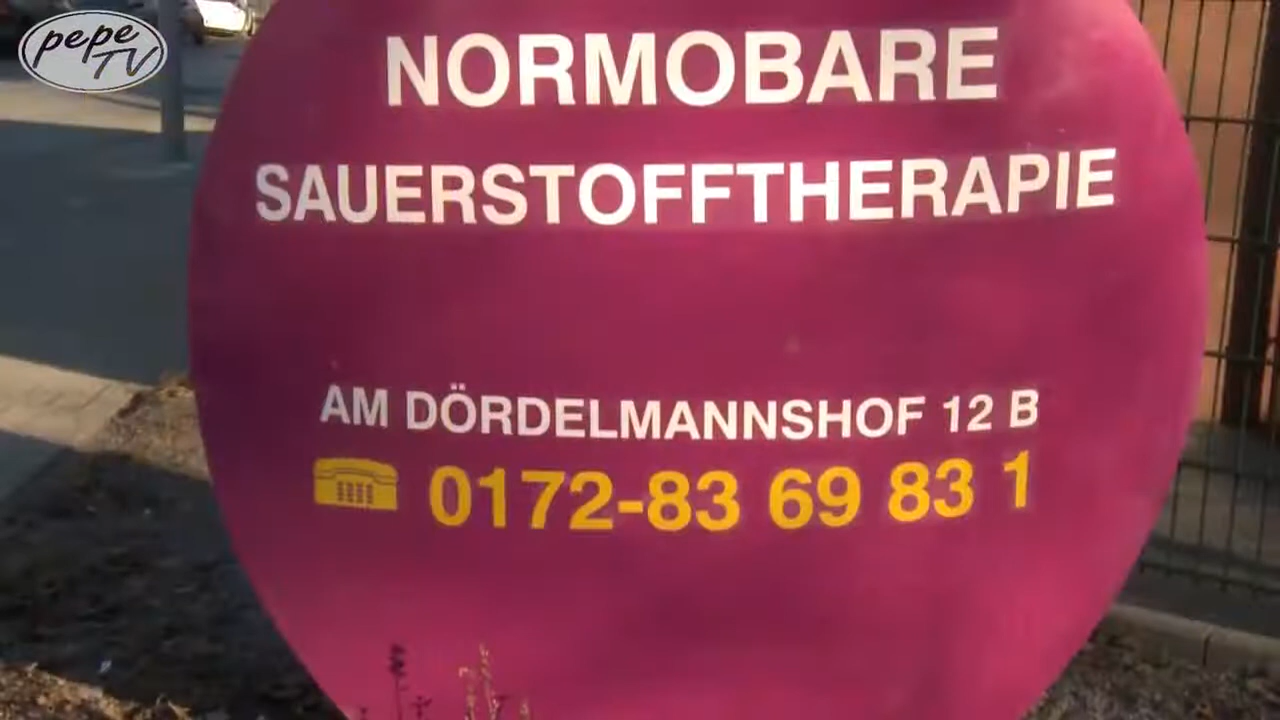 pepe
TV
NORMOBARE
SAUERSTOFFTHERAPIE
AM DÖRDELMANNSHOF 12 B
0172-83 69 83 1